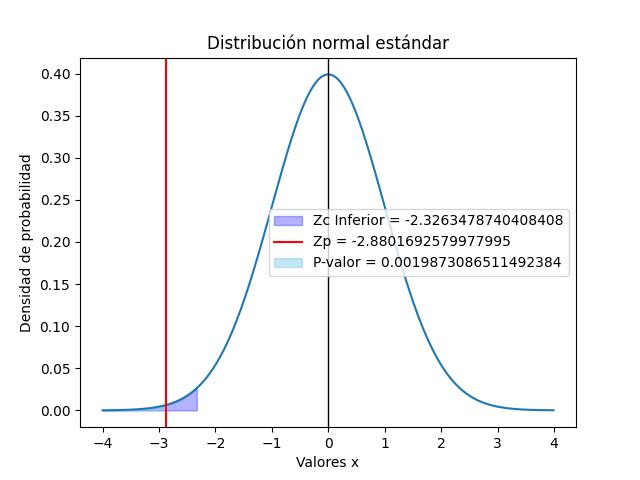 Distribución normal estándar
Densidad de probabilidad
0.40
0.35
0.30
0.25
0.20
0.15
0.10
0.05
0.00
Zc Inferior = -2.3263478740408408
Zp = -2.8801692579977995
P-valor = 0.0019873086511492384
−4 −3 −2 −1 0 1 2 3 4
Valores x